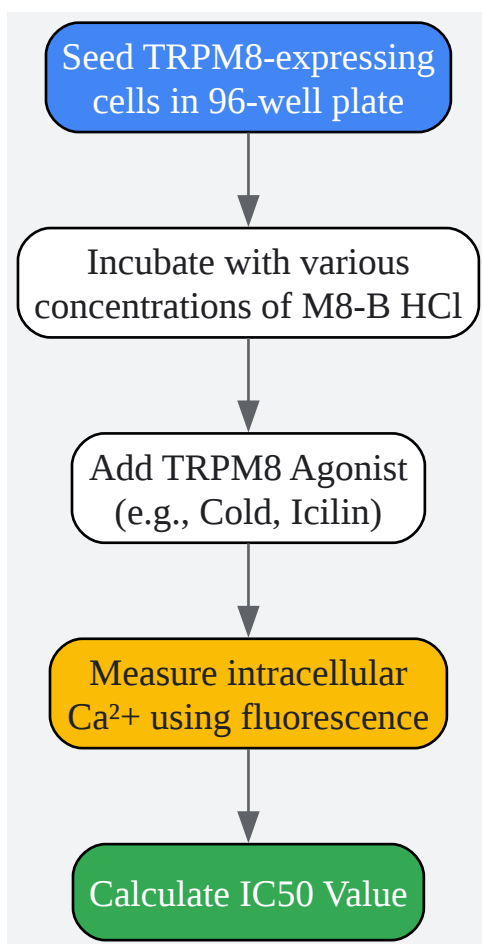 Seed TRPM8-expressing
cells in 96-well plate
Incubate with various
concentrations of M8-B HCl
Add TRPM8 Agonist
(e.g., Cold, Icilin)
Measure intracellular
Ca²+ using fluorescence
Calculate IC50 Value